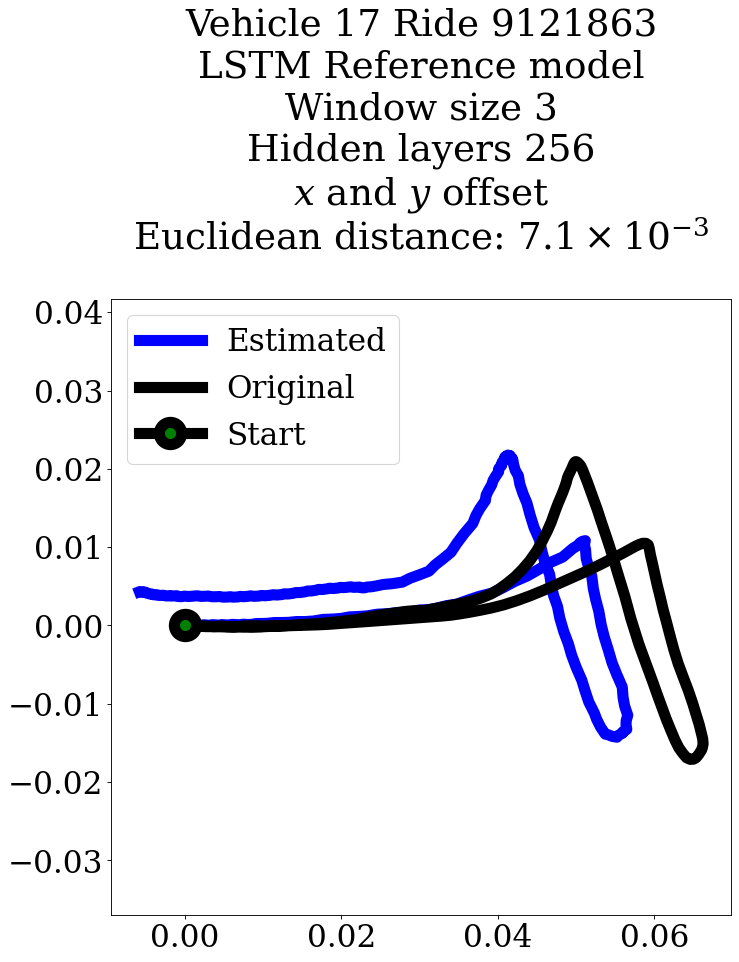 Vehicle 17 Ride 9121863
LSTM Reference model
Window size 3
Hidden layers 256
x and y offset
Euclidean distance: 7.1 × 10⁻³
Estimated
Original
Start
0.04
0.03
0.02
0.01
0.00
−0.01
−0.02
−0.03
0.00 0.02 0.04 0.06